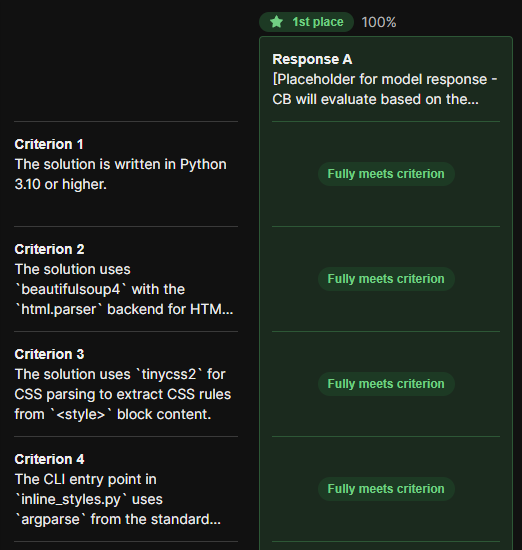 1st place 100%
Response A
[Placeholder for model response -
CB will evaluate based on the...
Criterion 1
The solution is written in Python
3.10 or higher.
Fully meets criterion
Criterion 2
The solution uses
`beautifulsoup4` with the
`html.parser` backend for HTM...
Fully meets criterion
Criterion 3
The solution uses `tinycss2` for
CSS parsing to extract CSS rules
from `<style>` block content.
Fully meets criterion
Criterion 4
The CLI entry point in
`inline_styles.py` uses
`argparse` from the standard...
Fully meets criterion